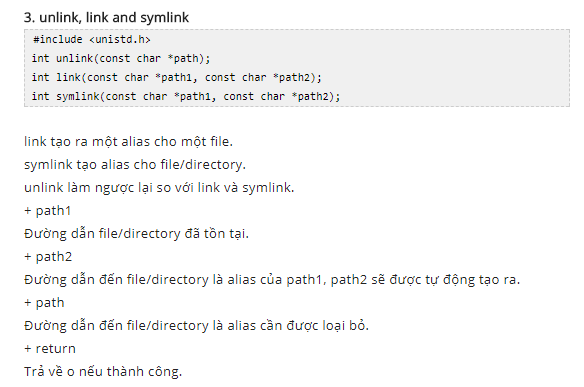 3. unlink, link and symlink
#include <unistd.h>
int unlink(const char *path);
int link(const char *path1, const char *path2);
int symlink(const char *path1, const char *path2);
link tạo ra một alias cho một file.
symlink tạo alias cho file/directory.
unlink làm ngược lại so với link và symlink.
+ path1
Đường dẫn file/directory đã tồn tại.
+ path2
Đường dẫn đến file/directory là alias của path1, path2 sẽ được tự động tạo ra.
+ path
Đường dẫn đến file/directory là alias cần được loại bỏ.
+ return
Trả về o nếu thành công.